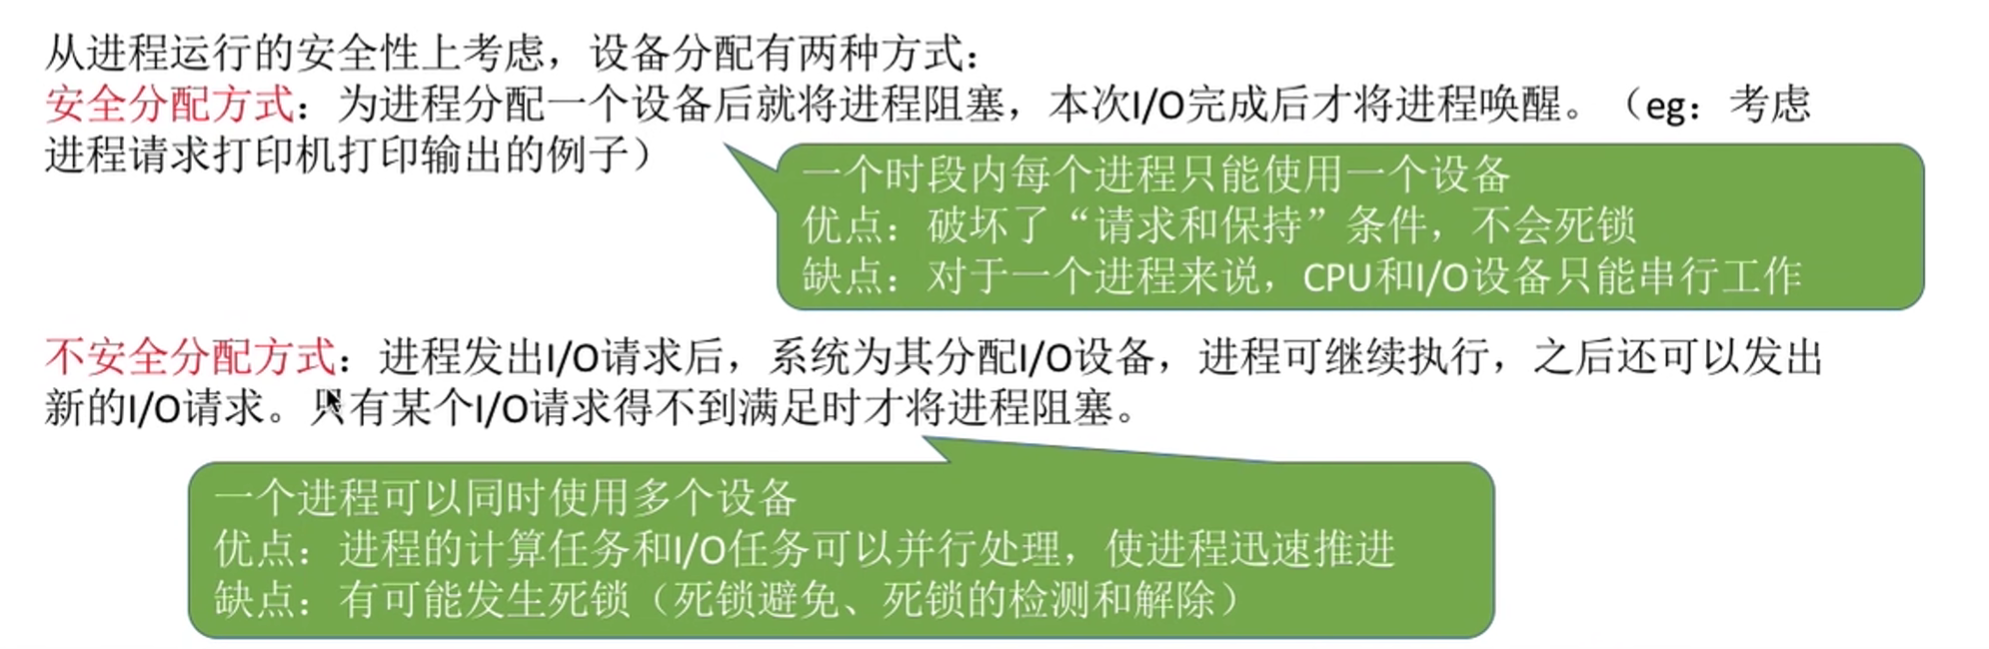 从进程运行的安全性上考虑，设备分配有两种方式：
安全分配方式：为进程分配一个设备后就将进程阻塞，本次I/O完成后才将进程唤醒。（eg：考虑
进程请求打印机打印输出的例子）
一个时段内每个进程只能使用一个设备
优点：破坏了“请求和保持”条件，不会死锁
缺点：对于一个进程来说，CPU和I/O设备只能串行工作
不安全分配方式：进程发出I/O请求后，系统为其分配I/O设备，进程可继续执行，之后还可以发出
新的I/O请求。只有某个I/O请求得不到满足时才将进程阻塞。
一个进程可以同时使用多个设备
优点：进程的计算任务和I/O任务可以并行处理，使进程迅速推进
缺点：有可能发生死锁（死锁避免、死锁的检测和解除）